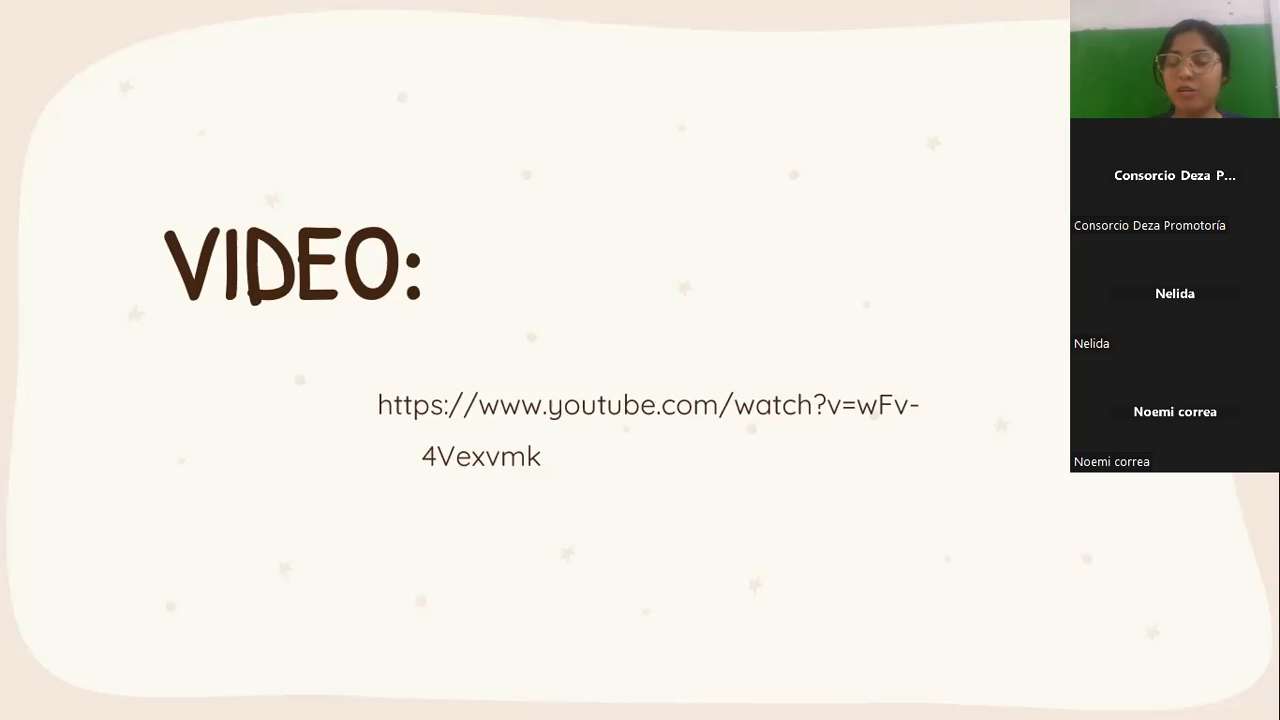 VIDEO:
https://www.youtube.com/watch?v=wFv-
4Vexvmk
Consorcio Deza P...
Consorcio Deza Promotoría
Nelida
Nelida
Noemi correa
Noemi correa